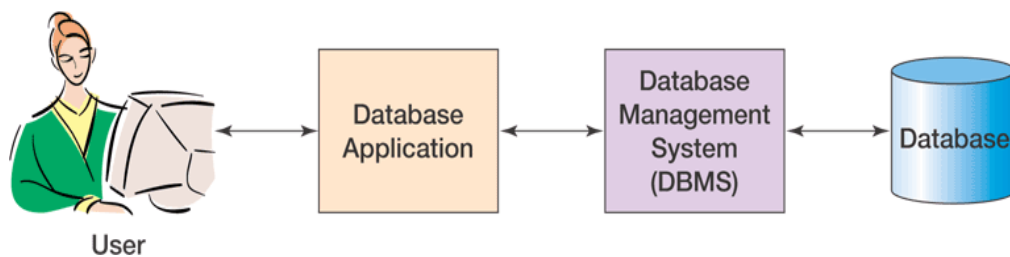 User
Database
Application
Database
Management
System
(DBMS)
Database